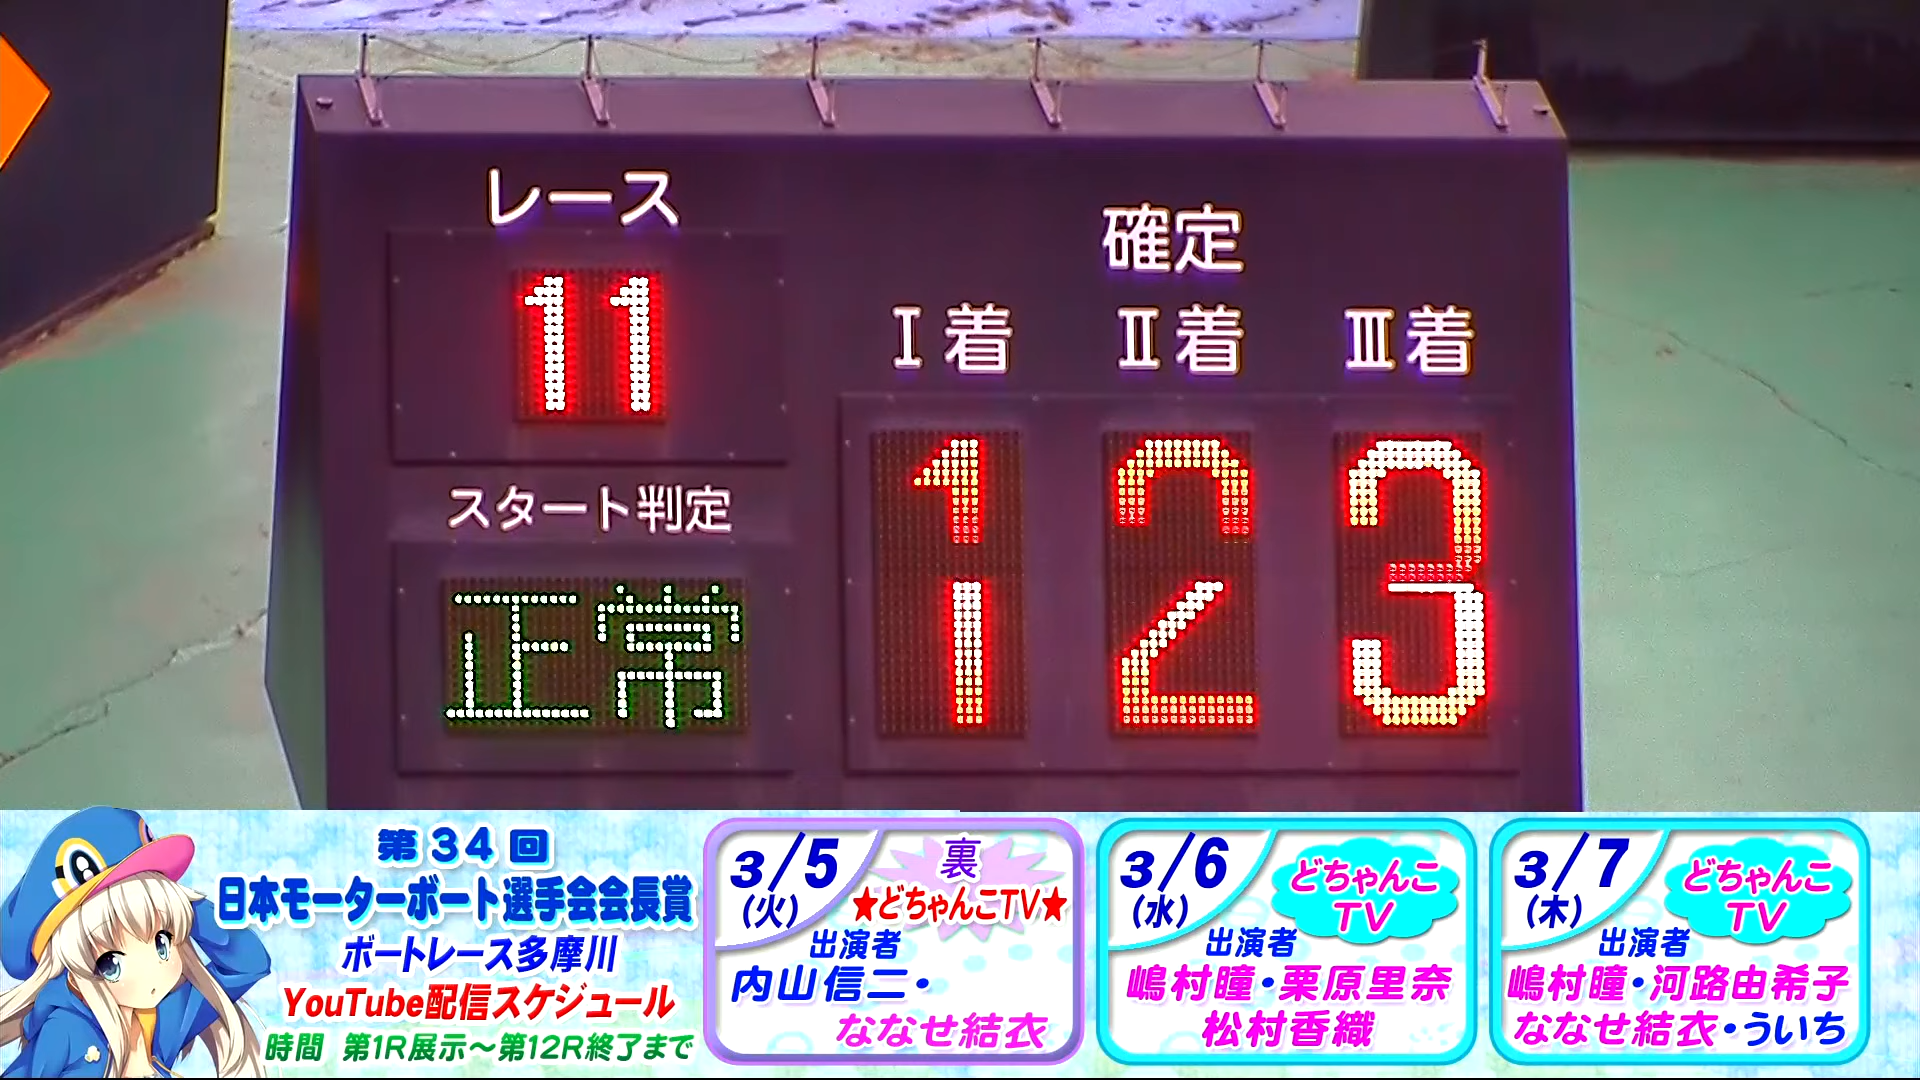 レース
11
スタート判定
正常
確定
Ⅰ着 Ⅱ着 Ⅲ着
1 2 3
第34回
日本モーターボート選手会会長賞
ボートレース多摩川
YouTube配信スケジュール
時間 第1R展示～第12R終了まで
3/5
(火)
裏
★どちゃんこTV★
出演者
内山信二・
ななせ結衣
3/6
(水)
どちゃんこ
TV
出演者
嶋村瞳・栗原里奈
松村香織
3/7
(木)
どちゃんこ
TV
出演者
嶋村瞳・河路由希子
ななせ結衣・ういち